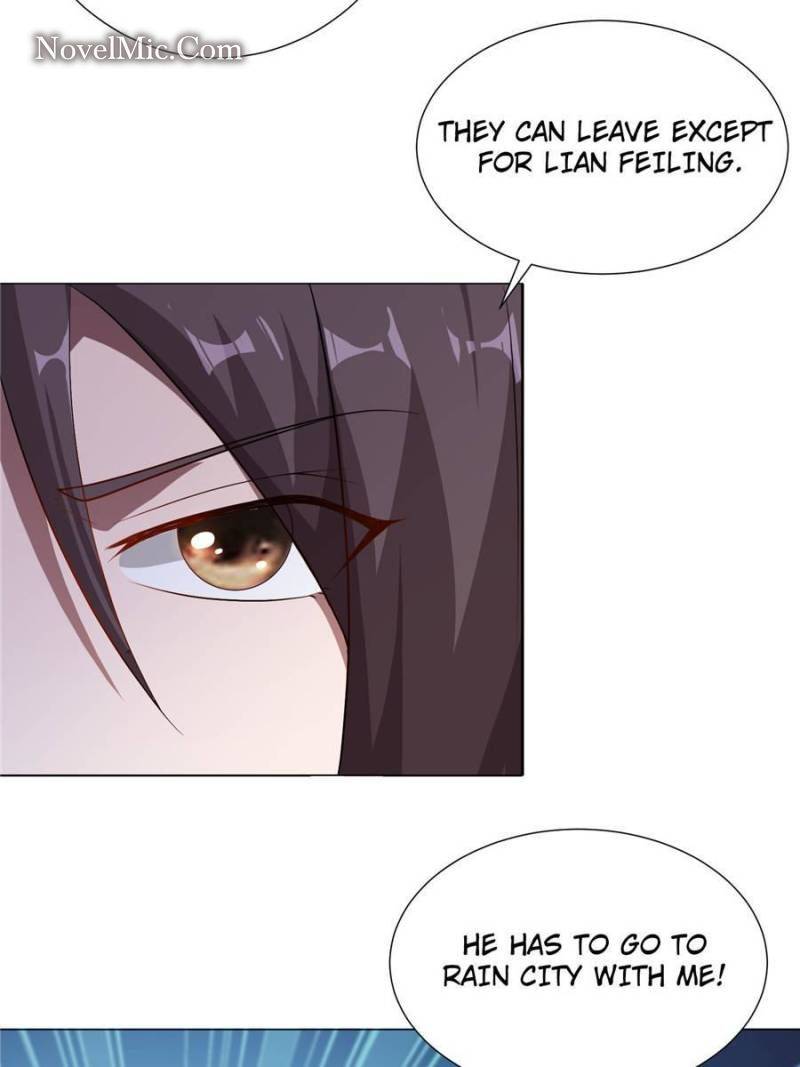 NovelMic.Com
THEY CAN LEAVE EXCEPT
FOR LIAN FEILING.
HE HAS TO GO TO
RAIN CITY WITH ME!